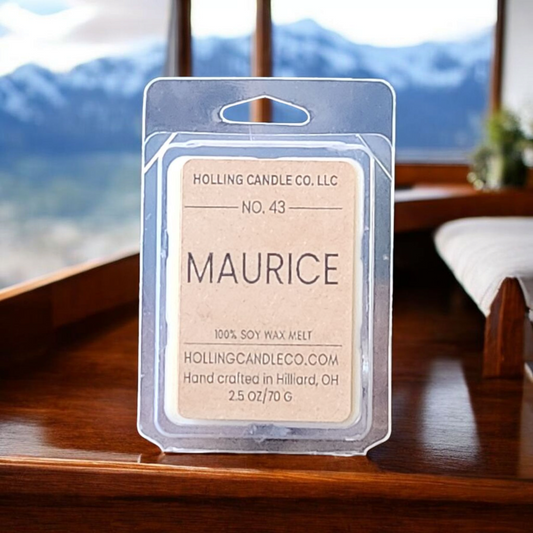 HOLLING CANDLE CO. LLC
NO. 43
MAURICE
100% SOY WAX MELT
HOLLINGCANDLECO.COM
Hand crafted in Hilliard, OH
2.5 OZ/70 G